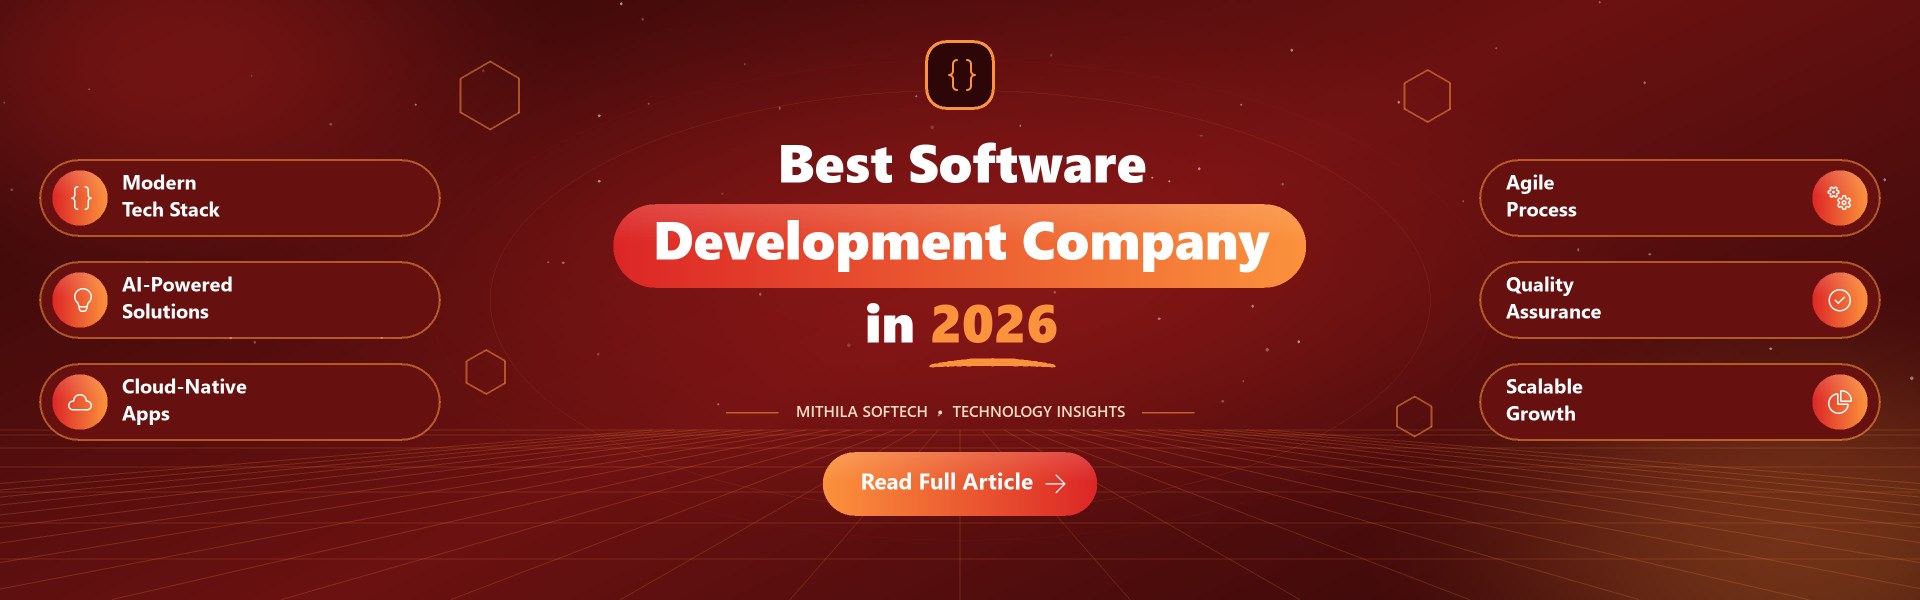 { }
Best Software
Development Company
in 2026
MITHILA SOFTECH • TECHNOLOGY INSIGHTS
Read Full Article →
{ } Modern
Tech Stack
AI-Powered
Solutions
Cloud-Native
Apps
Agile
Process
Quality
Assurance
Scalable
Growth